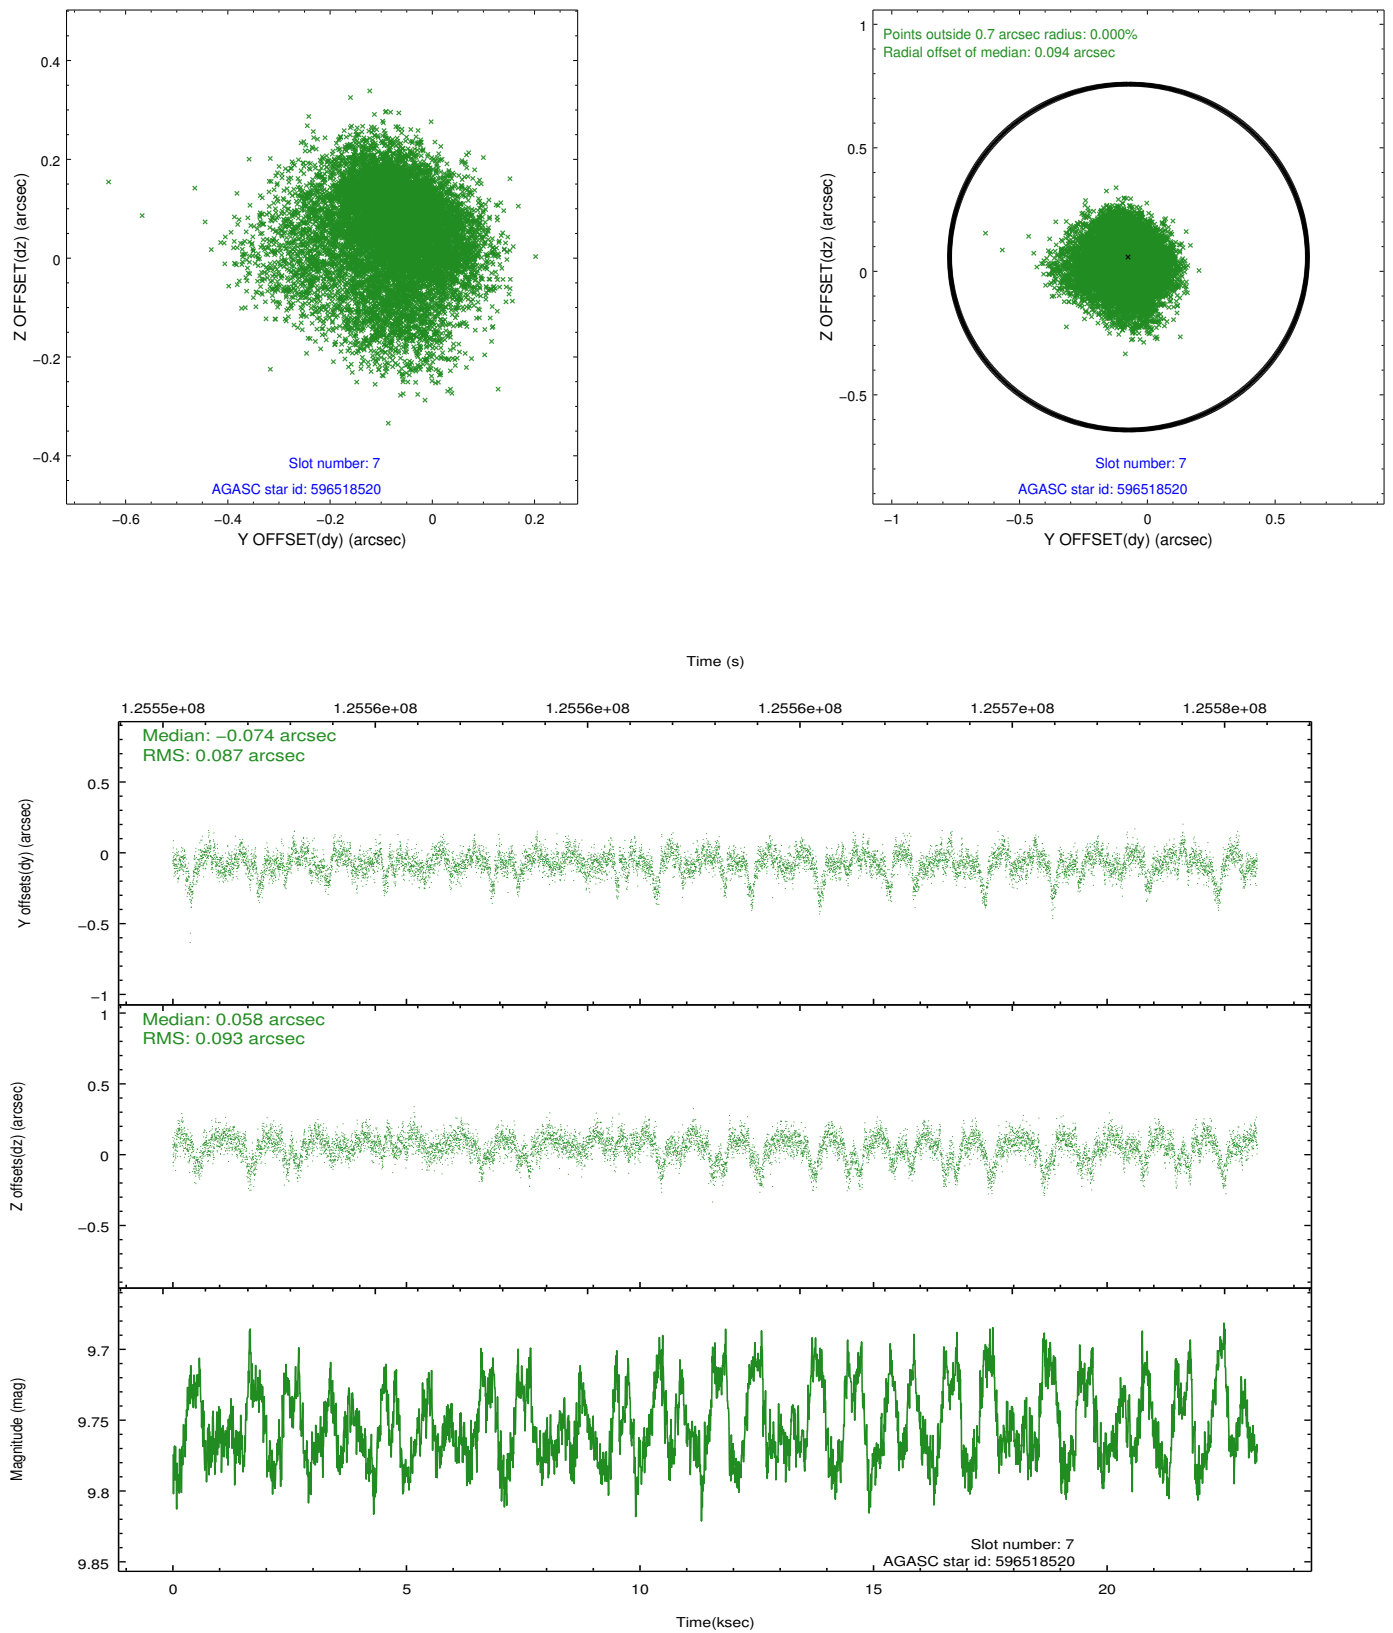 0.4
0.2
0
−0.2
−0.4
Z OFFSET(dz) (arcsec)
Slot number: 7
AGASC star id: 596518520
−0.6
−0.4
−0.2
0
0.2
Y OFFSET(dy) (arcsec)
Points outside 0.7 arcsec radius: 0.000%
Radial offset of median: 0.094 arcsec
1
0.5
0
−0.5
Z OFFSET(dz) (arcsec)
Slot number: 7
AGASC star id: 596518520
−1
−0.5
0
0.5
Y OFFSET(dy) (arcsec)
Time (s)
1.2555e+08
1.2556e+08
1.2556e+08
1.2556e+08
1.2557e+08
1.2558e+08
Median: −0.074 arcsec
RMS: 0.087 arcsec
0.5
0
−0.5
−1
Y offsets(dy) (arcsec)
Median: 0.058 arcsec
RMS: 0.093 arcsec
1
0.5
0
−0.5
Z offsets(dz) (arcsec)
9.7
9.75
9.8
9.85
Magnitude (mag)
Slot number: 7
AGASC star id: 596518520
0
5
10
15
20
Time(ksec)